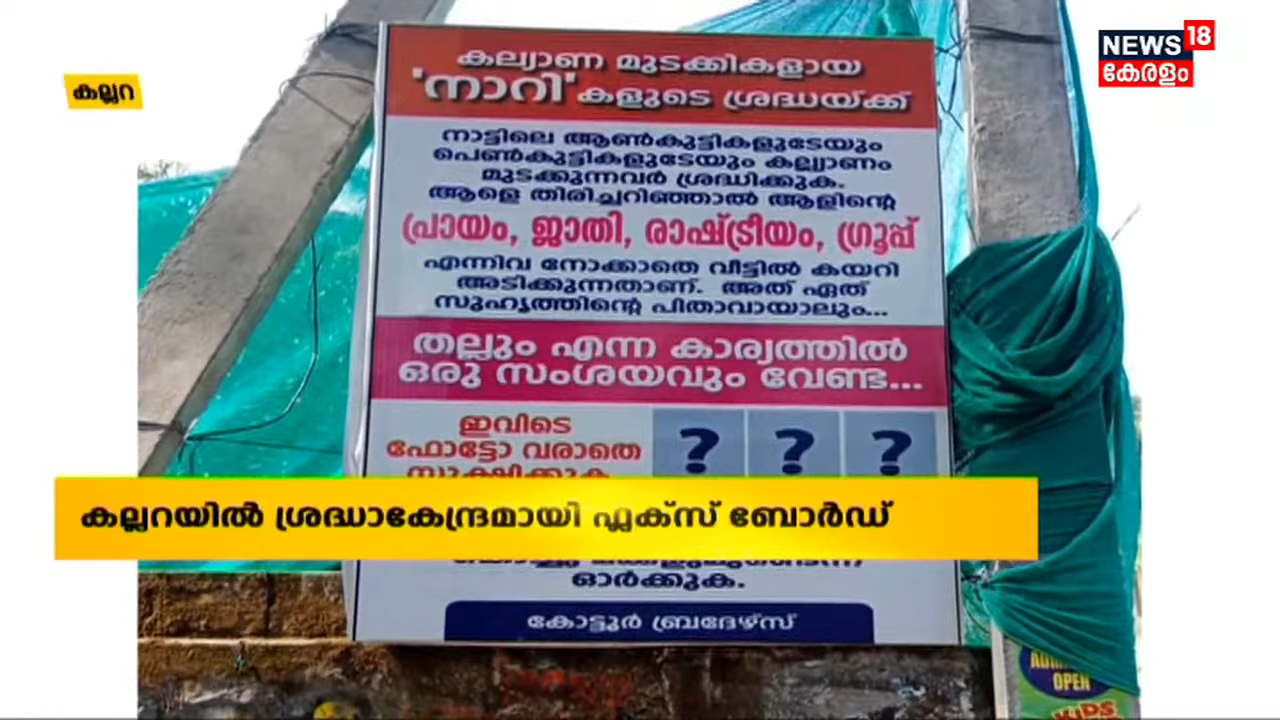 NEWS 18
കേരളം
കല്ലറ
കല്യാണ മുടക്കികളായ
'നാറി'കളുടെ ശ്രദ്ധയ്ക്ക്
നാട്ടിലെ ആൺകുട്ടികളുടേയും
പെൺകുട്ടികളുടേയും കല്ല്യാണം
മുടക്കുന്നവർ ശ്രദ്ധിക്കുക.
ആളെ തിരിച്ചറിഞ്ഞാൽ ആളിന്റെ
പ്രായം, ജാതി, രാഷ്ട്രീയം, ഗ്രൂപ്പ്
എന്നിവ നോക്കാതെ വീട്ടിൽ കയറി
അടിക്കുന്നതാണ്. അത് ഏത്
സുഹൃത്തിന്റെ പിതാവായാലും...
തല്ലും എന്ന കാര്യത്തിൽ
ഒരു സംശയവും വേണ്ട...
ഇവിടെ
ഫോട്ടോ വരാതെ
സൂക്ഷിക്കുക
? ? ?
കല്ലറയിൽ ശ്രദ്ധാകേന്ദ്രമായി ഫ്ലക്സ് ബോർഡ്
ഓർക്കുക.
കോട്ടൂർ ബ്രദേഴ്സ്
OPEN
KIDS